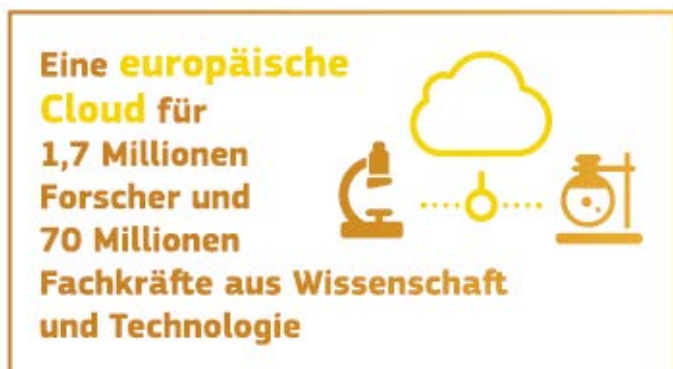 Eine europäische
Cloud für
1,7 Millionen
Forscher und
70 Millionen
Fachkräfte aus Wissenschaft
und Technologie